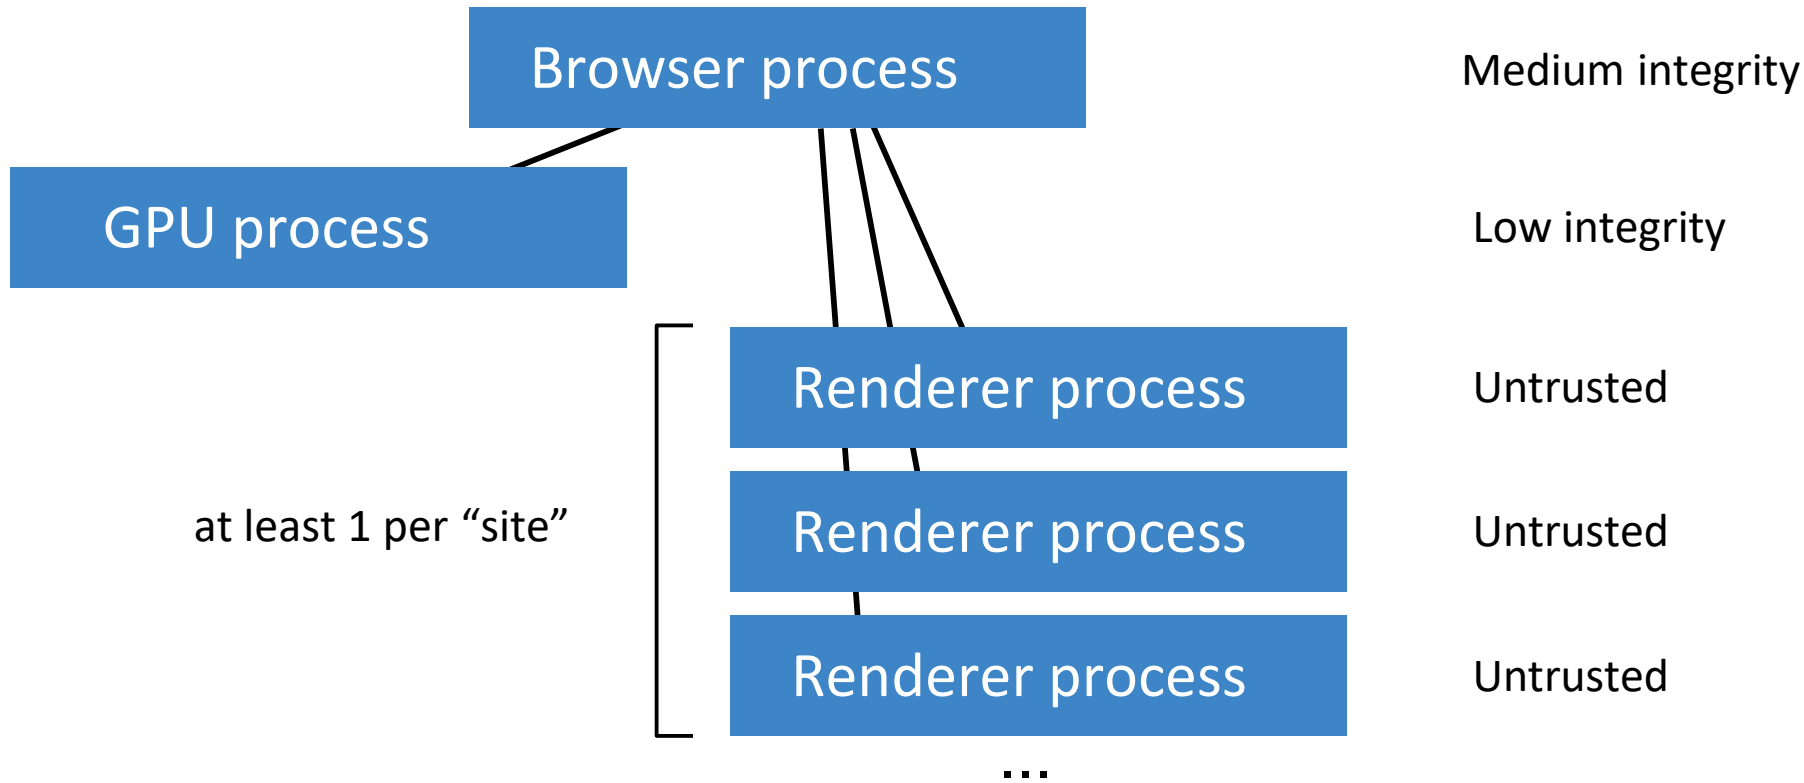 Browser process
Medium integrity
GPU process
Low integrity
Renderer process
Untrusted
at least 1 per “site”
Renderer process
Untrusted
Renderer process
Untrusted
...